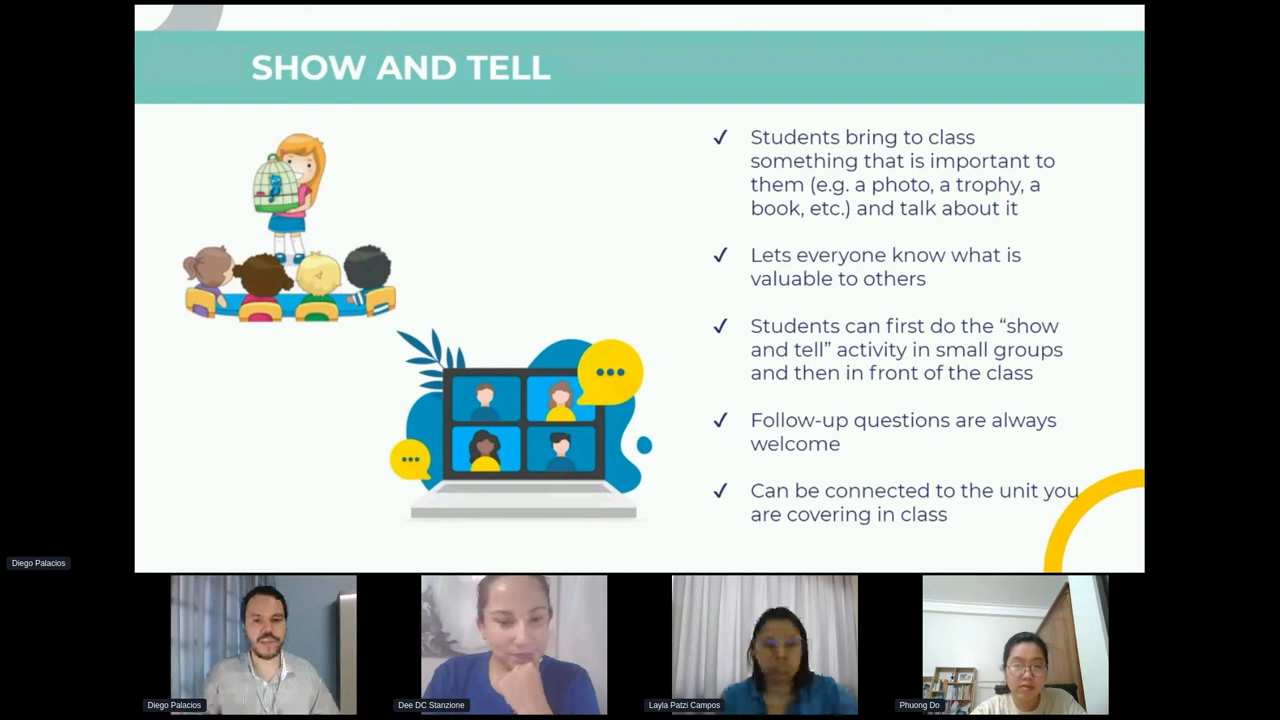 SHOW AND TELL
✓ Students bring to class
something that is important to
them (e.g. a photo, a trophy, a
book, etc.) and talk about it
✓ Lets everyone know what is
valuable to others
✓ Students can first do the “show
and tell” activity in small groups
and then in front of the class
✓ Follow-up questions are always
welcome
✓ Can be connected to the unit you
are covering in class
Diego Palacios
Diego Palacios
Dee DC Stanzione
Layla Patzi Campos
Phuong Do